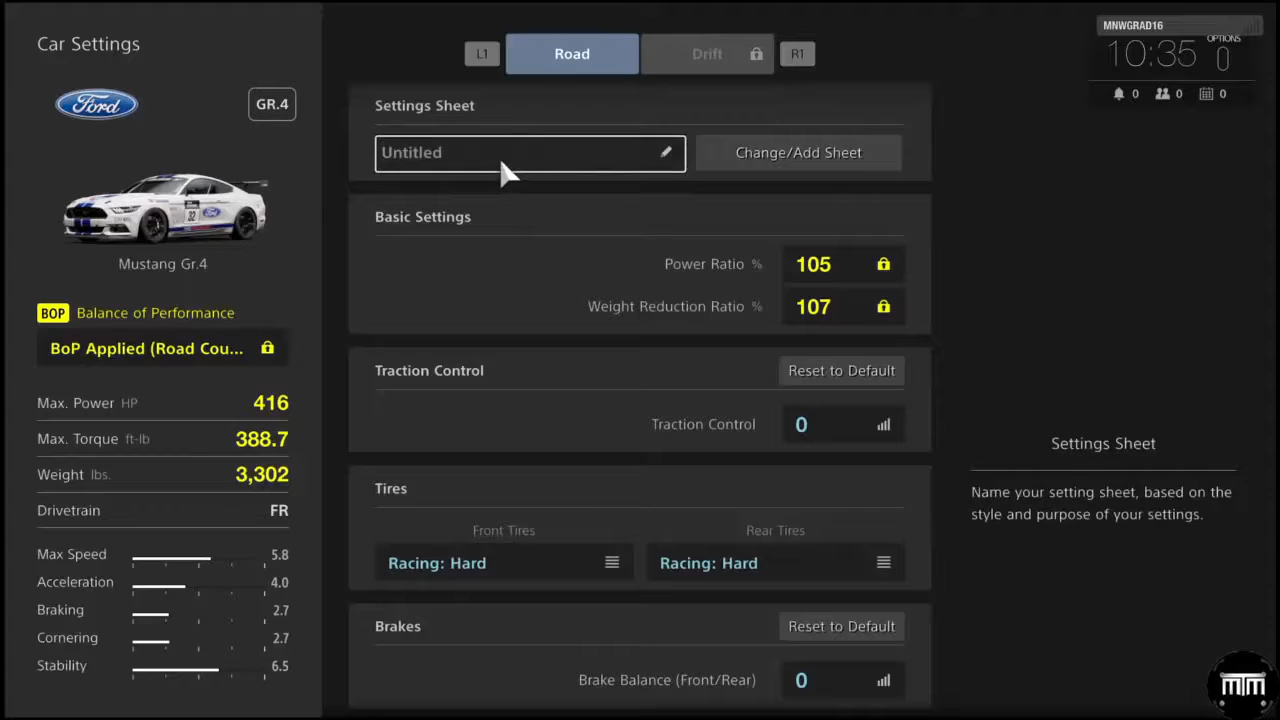 Car Settings
Ford
GR.4
32
Ford
Mustang Gr.4
BOP Balance of Performance
BoP Applied (Road Cou...
Max. Power HP 416
Max. Torque ft-lb 388.7
Weight lbs. 3,302
Drivetrain FR
Max Speed 5.8
Acceleration 4.0
Braking 2.7
Cornering 2.7
Stability 6.5
L1 Road Drift R1
Settings Sheet
Untitled Change/Add Sheet
Basic Settings
Power Ratio % 105
Weight Reduction Ratio % 107
Traction Control Reset to Default
Traction Control 0
Tires
Front Tires Rear Tires
Racing: Hard Racing: Hard
Brakes Reset to Default
Brake Balance (Front/Rear) 0
MNWGRAD16
10:35 OPTIONS
0 0 0
Settings Sheet
Name your setting sheet, based on the
style and purpose of your settings.
MTM